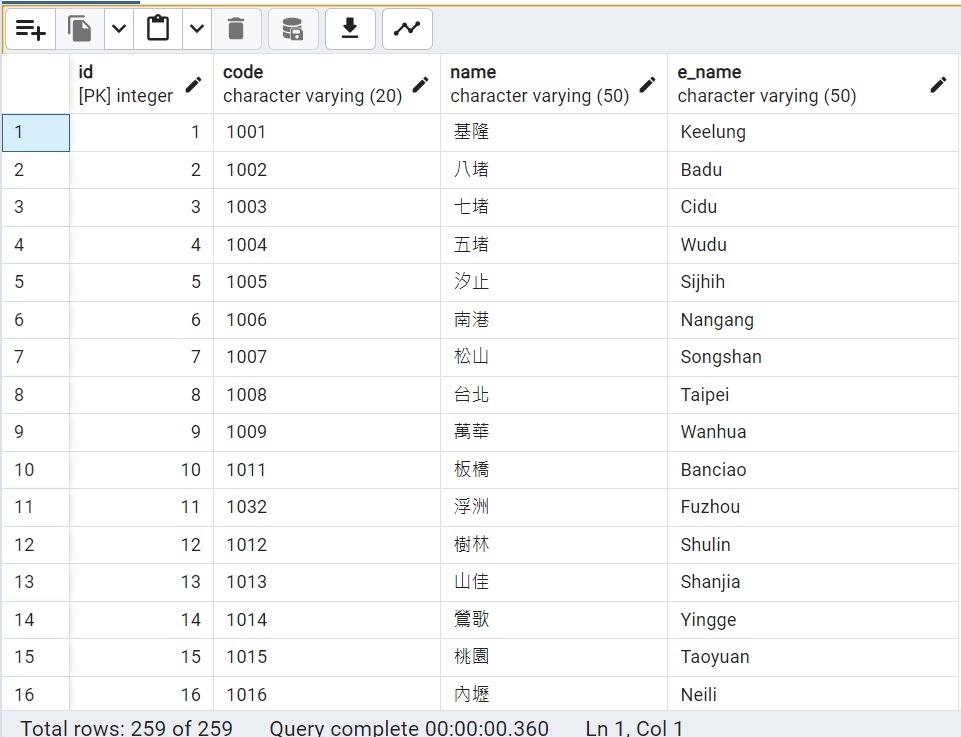 id code name e_name
[PK] integer character varying (20) character varying (50) character varying (50)
1 1 1001 基隆 Keelung
2 2 1002 八堵 Badu
3 3 1003 七堵 Cidu
4 4 1004 五堵 Wudu
5 5 1005 汐止 Sijhih
6 6 1006 南港 Nangang
7 7 1007 松山 Songshan
8 8 1008 台北 Taipei
9 9 1009 萬華 Wanhua
10 10 1011 板橋 Banciao
11 11 1032 浮洲 Fuzhou
12 12 1012 樹林 Shulin
13 13 1013 山佳 Shanjia
14 14 1014 鶯歌 Yingge
15 15 1015 桃園 Taoyuan
16 16 1016 內壢 Neili
Total rows: 259 of 259 Query complete 00:00:00.360 Ln 1, Col 1